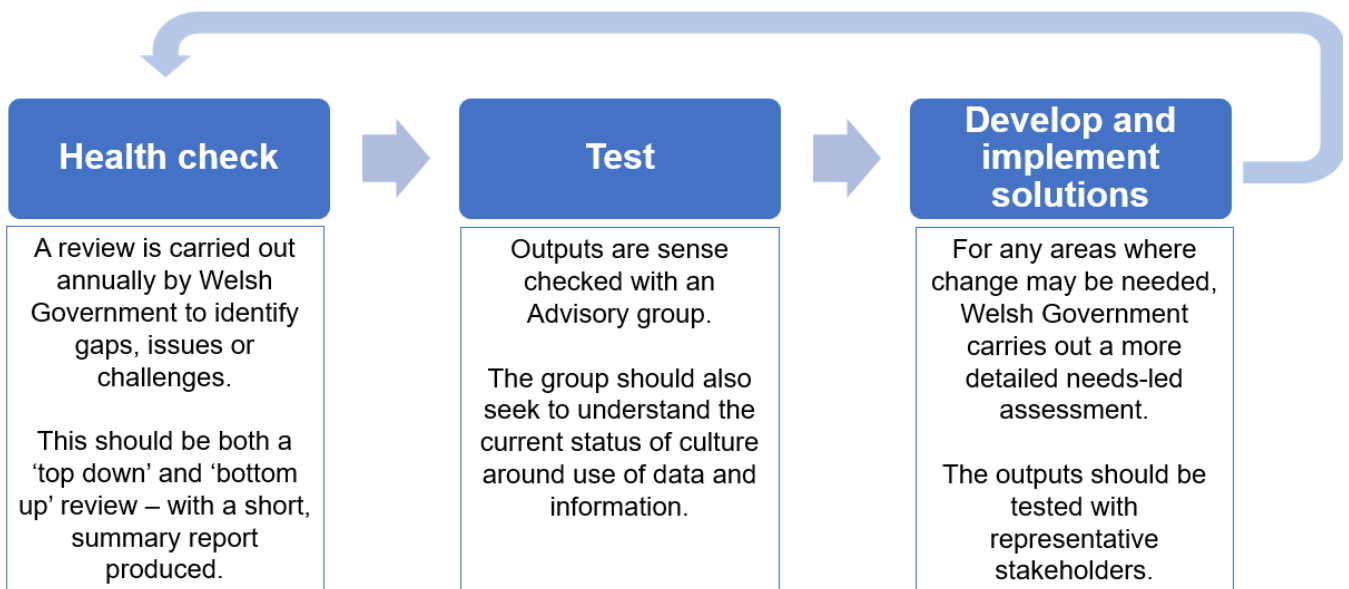 Health check
A review is carried out
annually by Welsh
Government to identify
gaps, issues or
challenges.
This should be both a
‘top down’ and ‘bottom
up’ review – with a short,
summary report
produced.
Test
Outputs are sense
checked with an
Advisory group.
The group should also
seek to understand the
current status of culture
around use of data and
information.
Develop and
implement
solutions
For any areas where
change may be needed,
Welsh Government
carries out a more
detailed needs-led
assessment.
The outputs should be
tested with
representative
stakeholders.